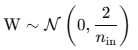 W ∼ 𝒩 (0, 2/n_in)